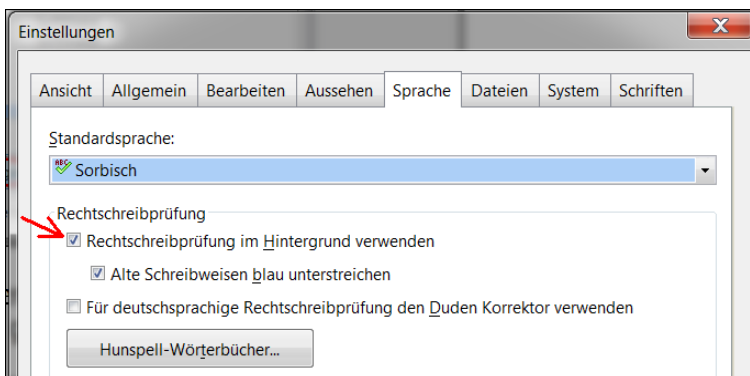 Einstellungen
Ansicht Allgemein Bearbeiten Aussehen Sprache Dateien System Schriften
Standardsprache:
ABC Sorbisch
Rechtschreibprüfung
Rechtschreibprüfung im Hintergrund verwenden
Alte Schreibweisen blau unterstreichen
Für deutschsprachige Rechtschreibprüfung den Duden Korrektor verwenden
Hunspell-Wörterbücher...